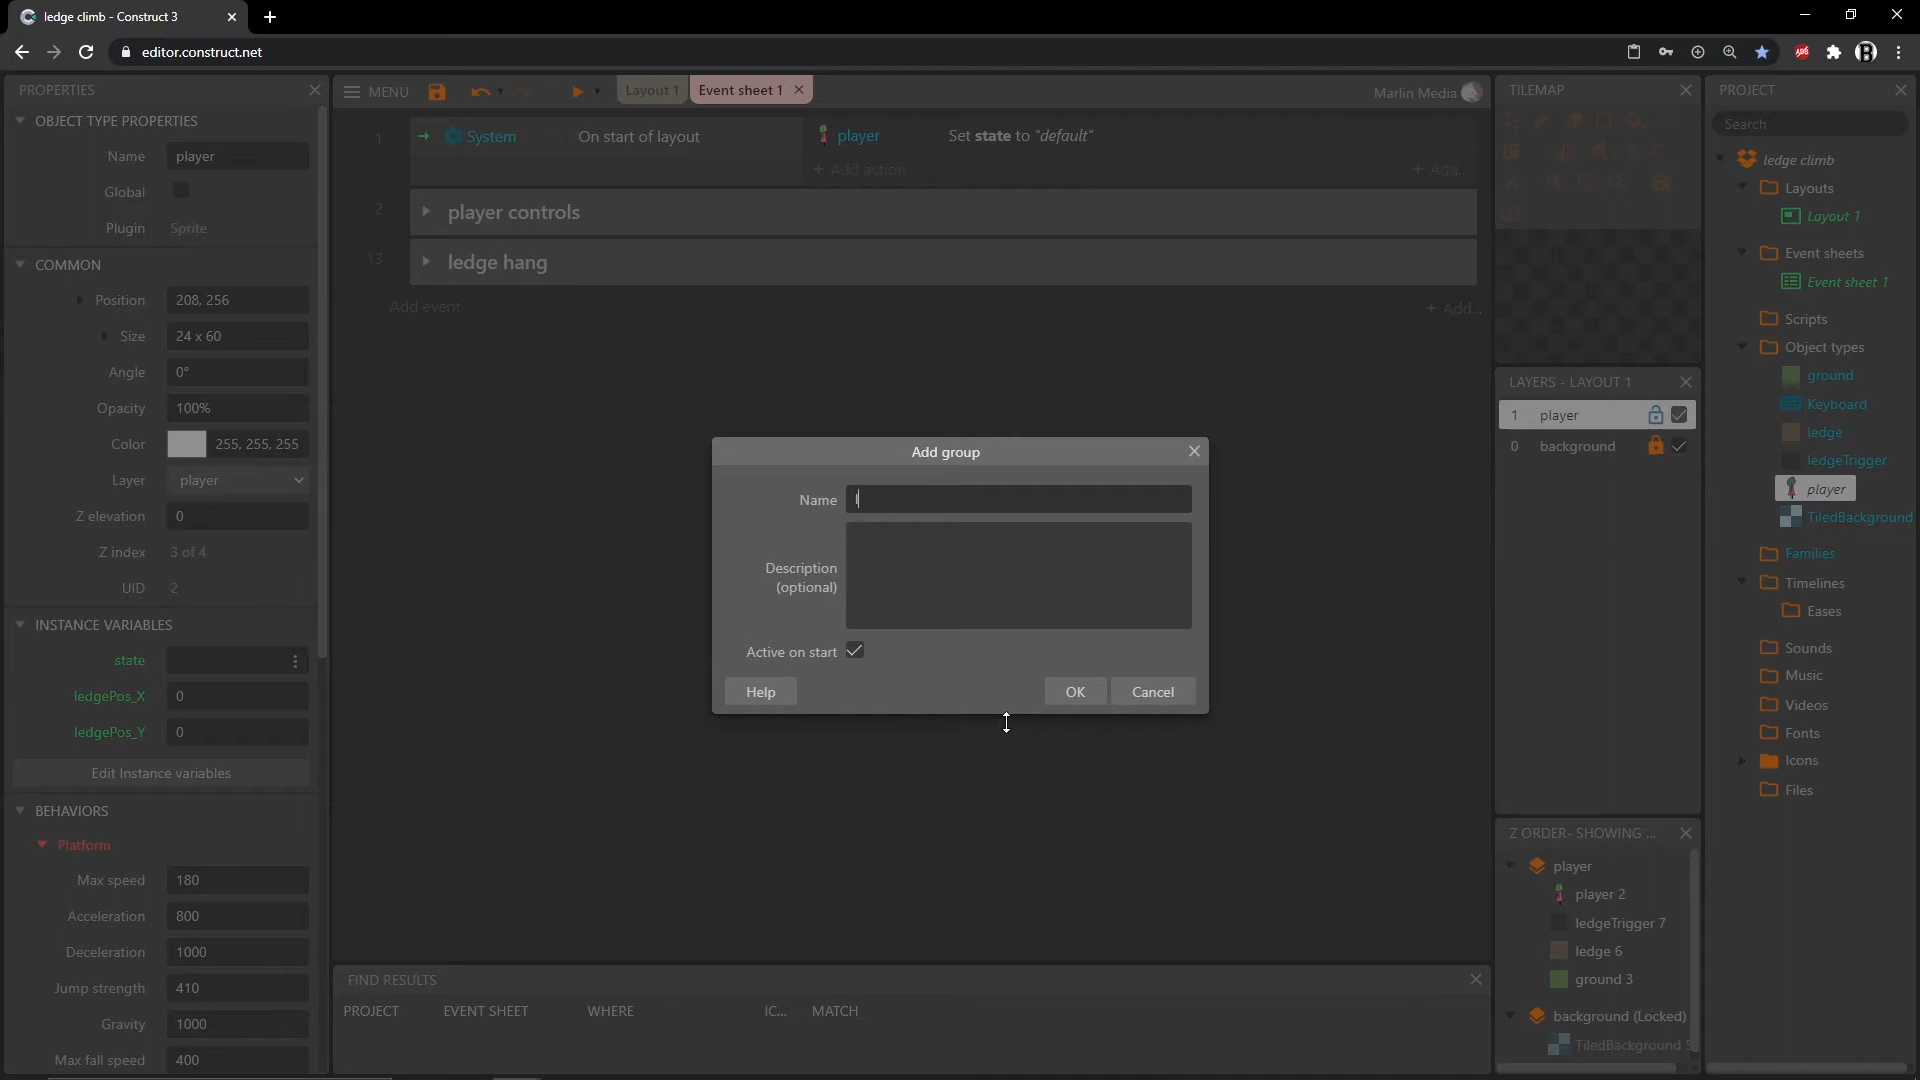 ledge climb - Construct 3
editor.construct.net
PROPERTIES
OBJECT TYPE PROPERTIES
Name player
Global
Plugin Sprite
COMMON
Position 208, 256
Size 24 x 60
Angle 0°
Opacity 100%
Color 255, 255, 255
Layer player
Z elevation 0
Z index 3 of 4
UID 2
INSTANCE VARIABLES
state
ledgePos_X 0
ledgePos_Y 0
Edit Instance variables
BEHAVIORS
Platform
Max speed 180
Acceleration 800
Deceleration 1000
Jump strength 410
Gravity 1000
Max fall speed 400
MENU
Layout 1
Event sheet 1
Marlin Media
1 System On start of layout player Set state to "default"
+ Add action + Add...
2 player controls
13 ledge hang
Add event + Add...
Add group
Name l
Description
(optional)
Active on start
Help OK Cancel
FIND RESULTS
PROJECT EVENT SHEET WHERE IC... MATCH
TILEMAP
LAYERS - LAYOUT 1
1 player
0 background
Z ORDER- SHOWING ...
player
player 2
ledgeTrigger 7
ledge 6
ground 3
background (Locked)
TiledBackground 5
PROJECT
Search
ledge climb
Layouts
Layout 1
Event sheets
Event sheet 1
Scripts
Object types
ground
Keyboard
ledge
ledgeTrigger
player
TiledBackground
Families
Timelines
Eases
Sounds
Music
Videos
Fonts
Icons
Files